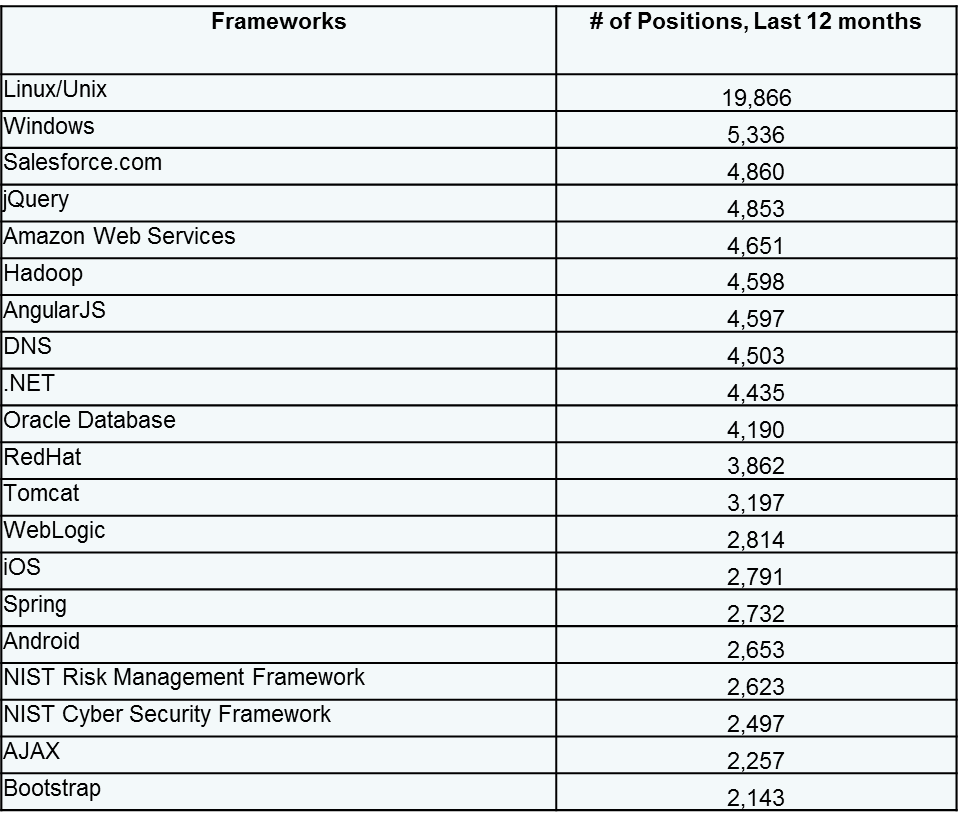 Frameworks # of Positions, Last 12 months
Linux/Unix 19,866
Windows 5,336
Salesforce.com 4,860
jQuery 4,853
Amazon Web Services 4,651
Hadoop 4,598
AngularJS 4,597
DNS 4,503
.NET 4,435
Oracle Database 4,190
RedHat 3,862
Tomcat 3,197
WebLogic 2,814
iOS 2,791
Spring 2,732
Android 2,653
NIST Risk Management Framework 2,623
NIST Cyber Security Framework 2,497
AJAX 2,257
Bootstrap 2,143